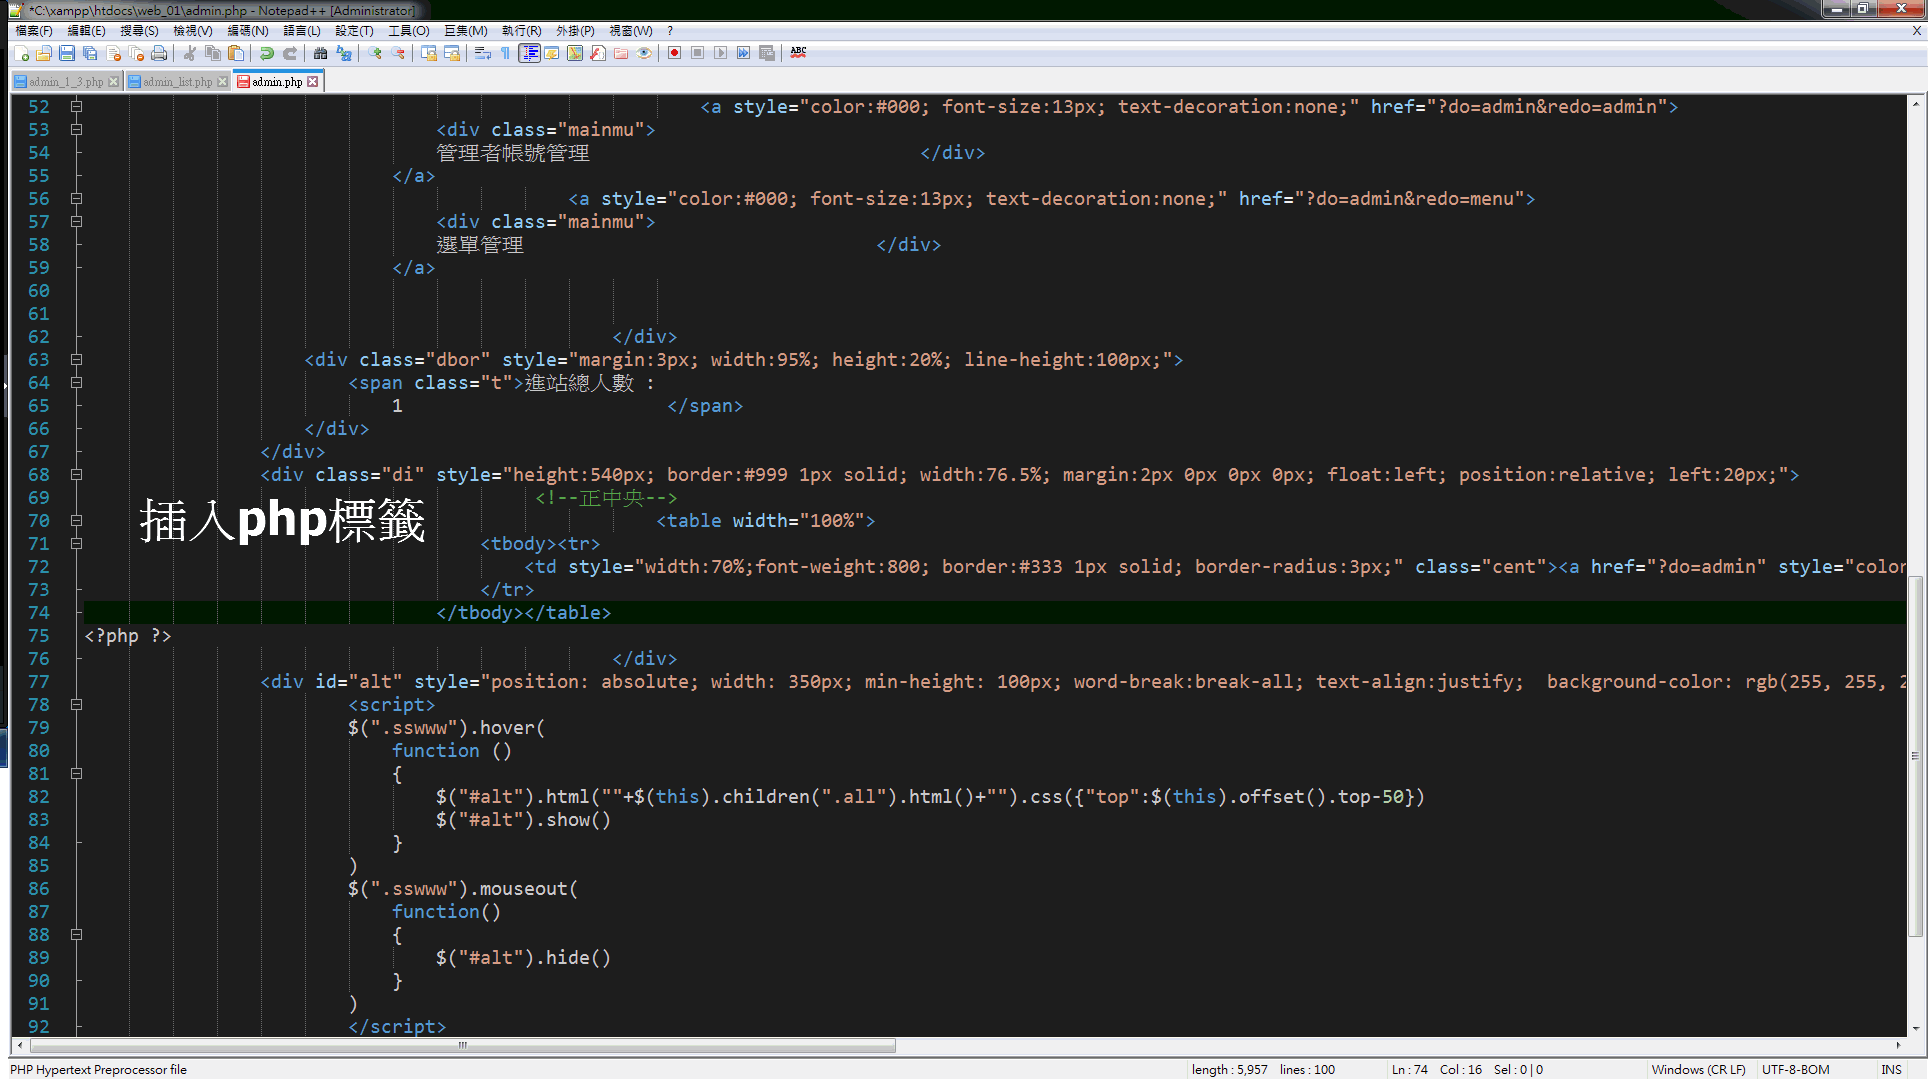 *C:\xampp\htdocs\web_01\admin.php - Notepad++ [Administrator]
檔案(F) 編輯(E) 搜尋(S) 檢視(V) 編碼(N) 語言(L) 設定(T) 工具(O) 巨集(M) 執行(R) 外掛(P) 視窗(W) ? X
ABC
admin_1_3.php admin_list.php admin.php
52 <a style="color:#000; font-size:13px; text-decoration:none;" href="?do=admin&redo=admin">
53 <div class="mainmu">
54 管理者帳號管理 </div>
55 </a>
56 <a style="color:#000; font-size:13px; text-decoration:none;" href="?do=admin&redo=menu">
57 <div class="mainmu">
58 選單管理 </div>
59 </a>
60
61
62 </div>
63 <div class="dbor" style="margin:3px; width:95%; height:20%; line-height:100px;">
64 <span class="t">進站總人數 :
65 1 </span>
66 </div>
67 </div>
68 <div class="di" style="height:540px; border:#999 1px solid; width:76.5%; margin:2px 0px 0px 0px; float:left; position:relative; left:20px;">
69 <!--正中央-->
插入php標籤
70 <table width="100%">
71 <tbody><tr>
72 <td style="width:70%;font-weight:800; border:#333 1px solid; border-radius:3px;" class="cent"><a href="?do=admin" style="color
73 </tr>
74 </tbody></table>
75 <?php ?>
76 </div>
77 <div id="alt" style="position: absolute; width: 350px; min-height: 100px; word-break:break-all; text-align:justify;  background-color: rgb(255, 255, 2
78 <script>
79 $(".sswww").hover(
80 function ()
81 {
82 $("#alt").html(""+$(this).children(".all").html()+"").css({"top":$(this).offset().top-50})
83 $("#alt").show()
84 }
85 )
86 $(".sswww").mouseout(
87 function()
88 {
89 $("#alt").hide()
90 }
91 )
92 </script>
PHP Hypertext Preprocessor file length : 5,957 lines : 100 Ln : 74 Col : 16 Sel : 0 | 0 Windows (CR LF) UTF-8-BOM INS